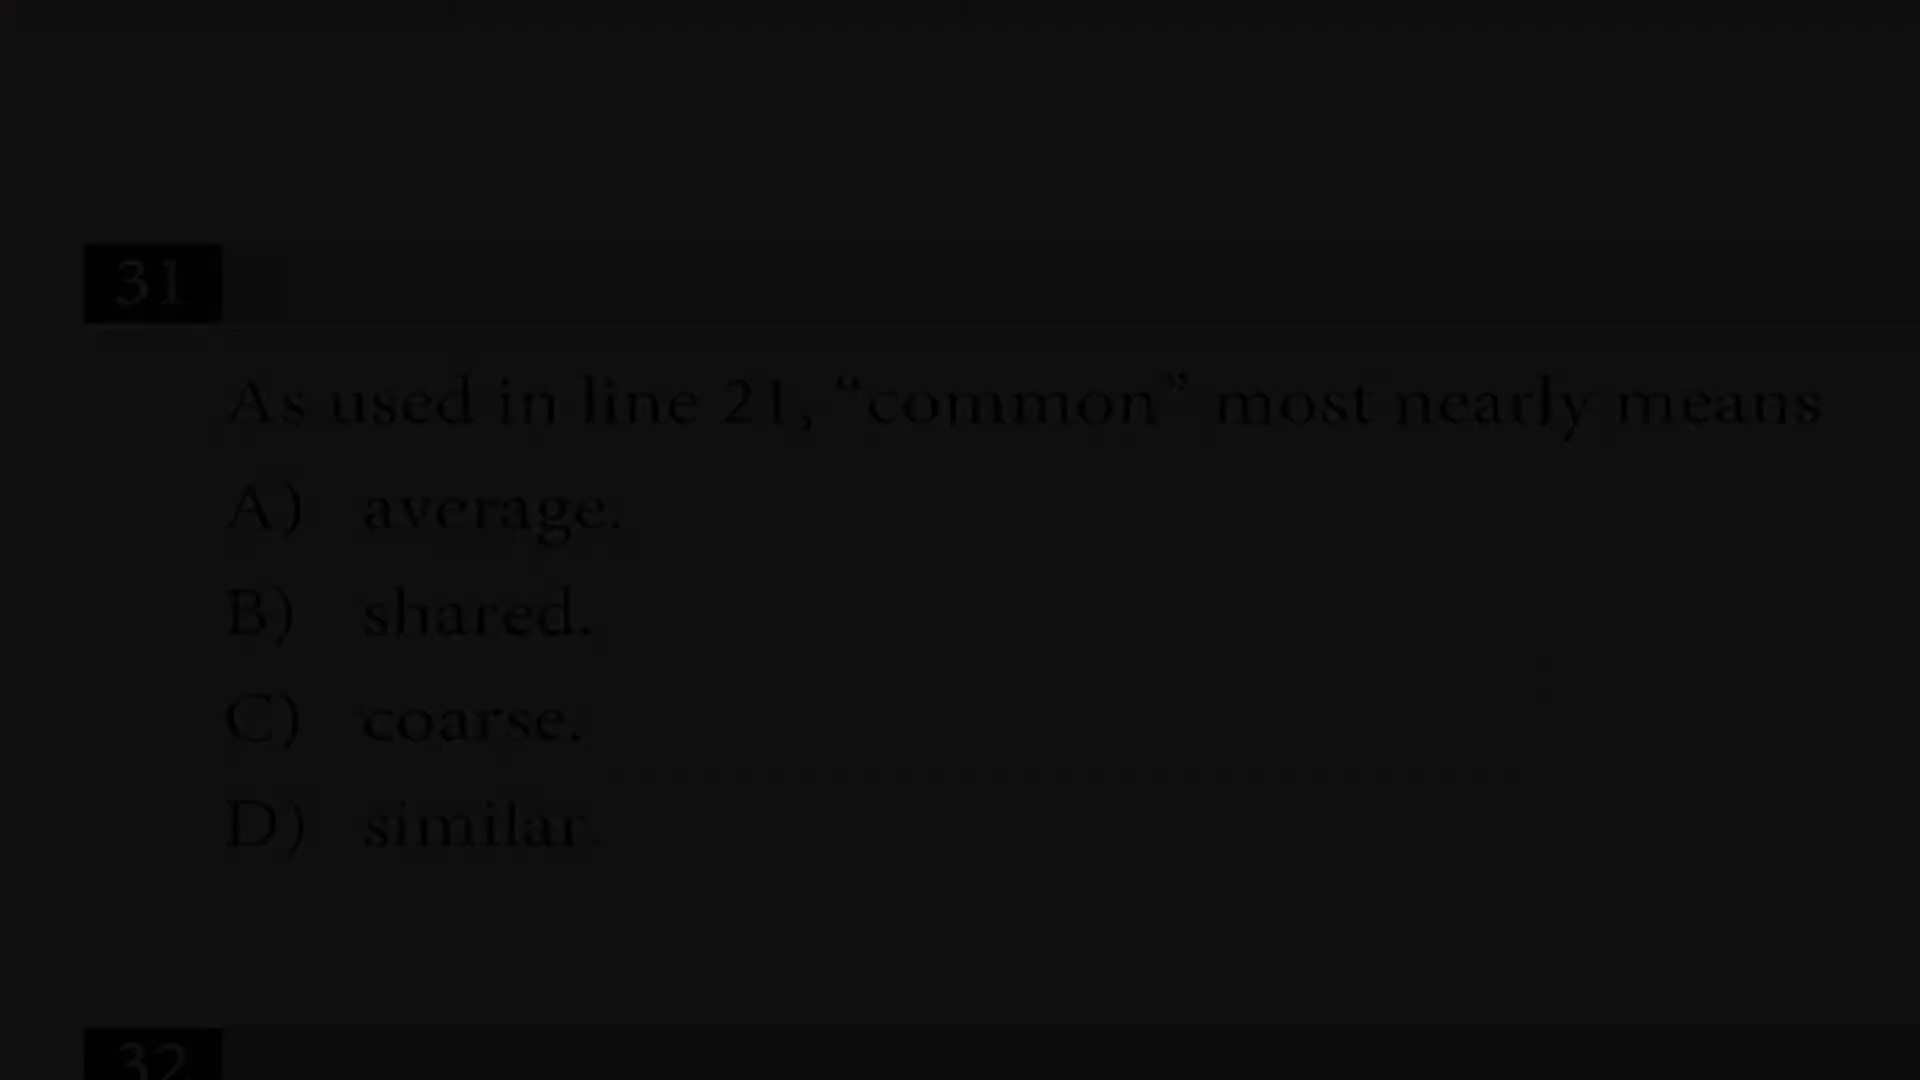 31
As used in line 21, “common” most nearly means
A) average.
B) shared.
C) coarse.
D) similar.
32